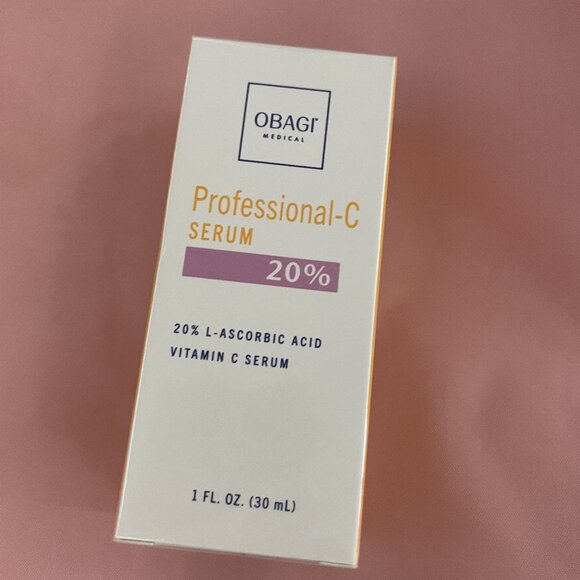 OBAGI
MEDICAL
Professional-C
SERUM
20%
20% L-ASCORBIC ACID
VITAMIN C SERUM
1 FL. OZ. (30 mL)